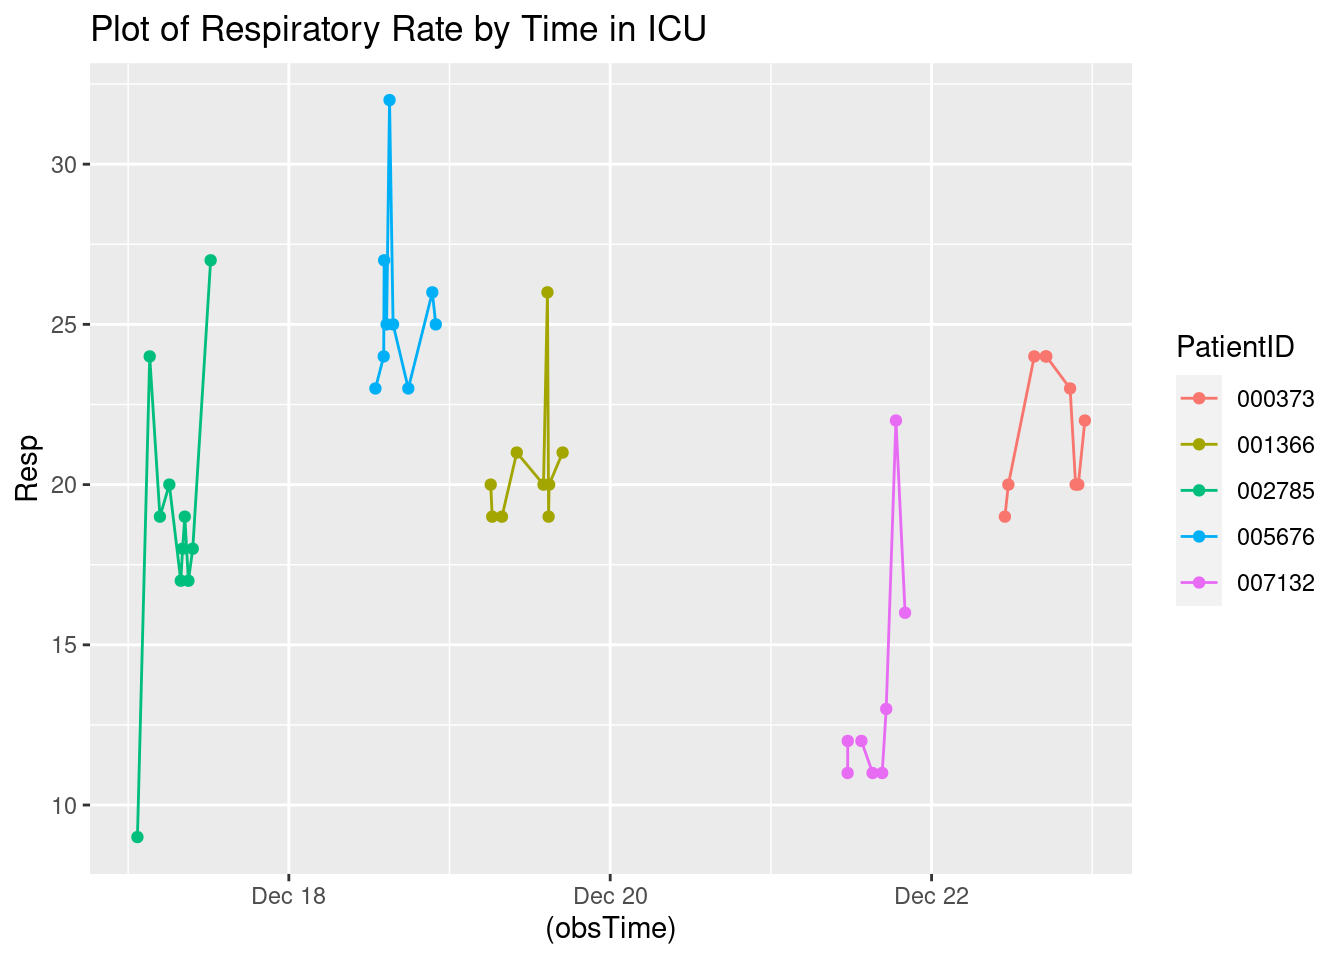 Plot of Respiratory Rate by Time in ICU
Resp
30
25
20
15
10
Dec 18
Dec 20
Dec 22
(obsTime)
PatientID
000373
001366
002785
005676
007132